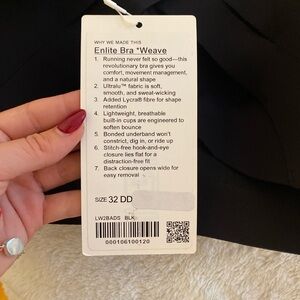 WHY WE MADE THIS
Enlite Bra *Weave
1. Running never felt so good—this
revolutionary bra gives you
comfort, movement management,
and a natural shape
2. Ultralu™ fabric is soft,
smooth, and sweat-wicking
3. Added Lycra® fibre for shape
retention
4. Lightweight, breathable
built-in cups are engineered to
soften bounce
5. Bonded underband won't
constrict, dig in, or ride up
6. Stitch-free hook-and-eye
closure lies flat for a
distraction-free fit
7. Back closure opens wide for
easy removal
SIZE: 32 DD
LW2BADS BLK
000106100120